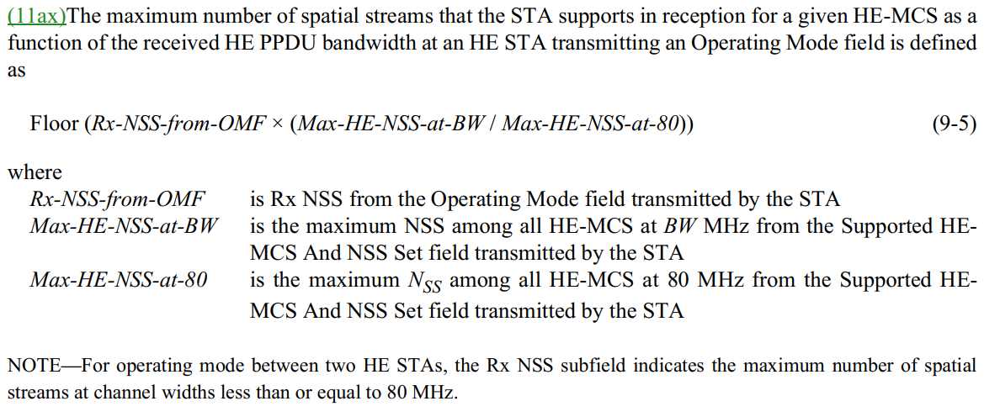 (11ax)The maximum number of spatial streams that the STA supports in reception for a given HE-MCS as a
function of the received HE PPDU bandwidth at an HE STA transmitting an Operating Mode field is defined
as
Floor (Rx-NSS-from-OMF × (Max-HE-NSS-at-BW / Max-HE-NSS-at-80)) (9-5)
where
Rx-NSS-from-OMF is Rx NSS from the Operating Mode field transmitted by the STA
Max-HE-NSS-at-BW is the maximum NSS among all HE-MCS at BW MHz from the Supported HE-
MCS And NSS Set field transmitted by the STA
Max-HE-NSS-at-80 is the maximum NSS among all HE-MCS at 80 MHz from the Supported HE-
MCS And NSS Set field transmitted by the STA
NOTE—For operating mode between two HE STAs, the Rx NSS subfield indicates the maximum number of spatial
streams at channel widths less than or equal to 80 MHz.